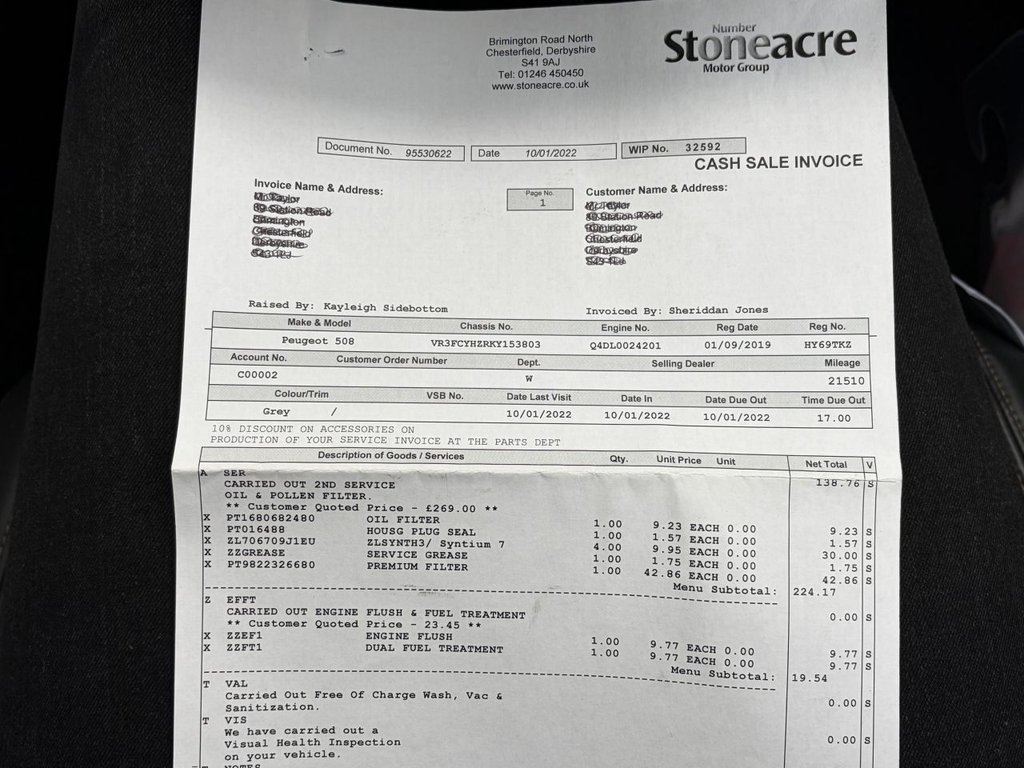 Number
Stoneacre
Motor Group
Brimington Road North
Chesterfield, Derbyshire
S41 9AJ
Tel: 01246 450450
www.stoneacre.co.uk
Document No. 95530622
Date 10/01/2022
WIP No. 32592
CASH SALE INVOICE
Invoice Name & Address:
Page No.
1
Customer Name & Address:
Raised By: Kayleigh Sidebottom
Invoiced By: Sheriddan Jones
Make & Model Chassis No. Engine No. Reg Date Reg No.
Peugeot 508 VR3FCYHZRKY153803 Q4DL0024201 01/09/2019 HY69TKZ
Account No. Customer Order Number Dept. Selling Dealer Mileage
C00002 W 21510
Colour/Trim VSB No. Date Last Visit Date In Date Due Out Time Due Out
Grey / 10/01/2022 10/01/2022 10/01/2022 17.00
10% DISCOUNT ON ACCESSORIES ON
PRODUCTION OF YOUR SERVICE INVOICE AT THE PARTS DEPT
Description of Goods / Services Qty. Unit Price Unit Net Total V
A SER
CARRIED OUT 2ND SERVICE 138.76 S
OIL & POLLEN FILTER.
** Customer Quoted Price - £269.00 **
X PT1680682480 OIL FILTER 1.00 9.23 EACH 0.00 9.23 S
X PT016488 HOUSG PLUG SEAL 1.00 1.57 EACH 0.00 1.57 S
X ZL706709J1EU ZLSYNTH3/ Syntium 7 4.00 9.95 EACH 0.00 30.00 S
X ZZGREASE SERVICE GREASE 1.00 1.75 EACH 0.00 1.75 S
X PT9822326680 PREMIUM FILTER 1.00 42.86 EACH 0.00 42.86 S
Menu Subtotal: 224.17
Z EFFT
CARRIED OUT ENGINE FLUSH & FUEL TREATMENT 0.00 S
** Customer Quoted Price - 23.45 **
X ZZEF1 ENGINE FLUSH 1.00 9.77 EACH 0.00 9.77 S
X ZZFT1 DUAL FUEL TREATMENT 1.00 9.77 EACH 0.00 9.77 S
Menu Subtotal: 19.54
T VAL
Carried Out Free Of Charge Wash, Vac & 0.00 S
Sanitization.
T VIS
We have carried out a 0.00 S
Visual Health Inspection
on your vehicle.